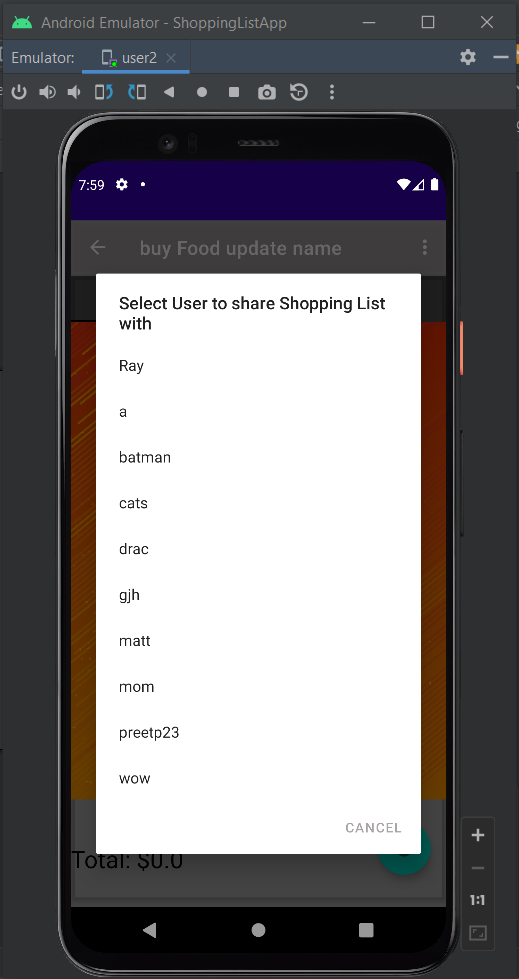 Android Emulator - ShoppingListApp
Emulator:
user2
7:59
buy Food update name
Select User to share Shopping List
with
Ray
a
batman
cats
drac
gjh
matt
mom
preetp23
wow
CANCEL
Total: $0.0
1:1